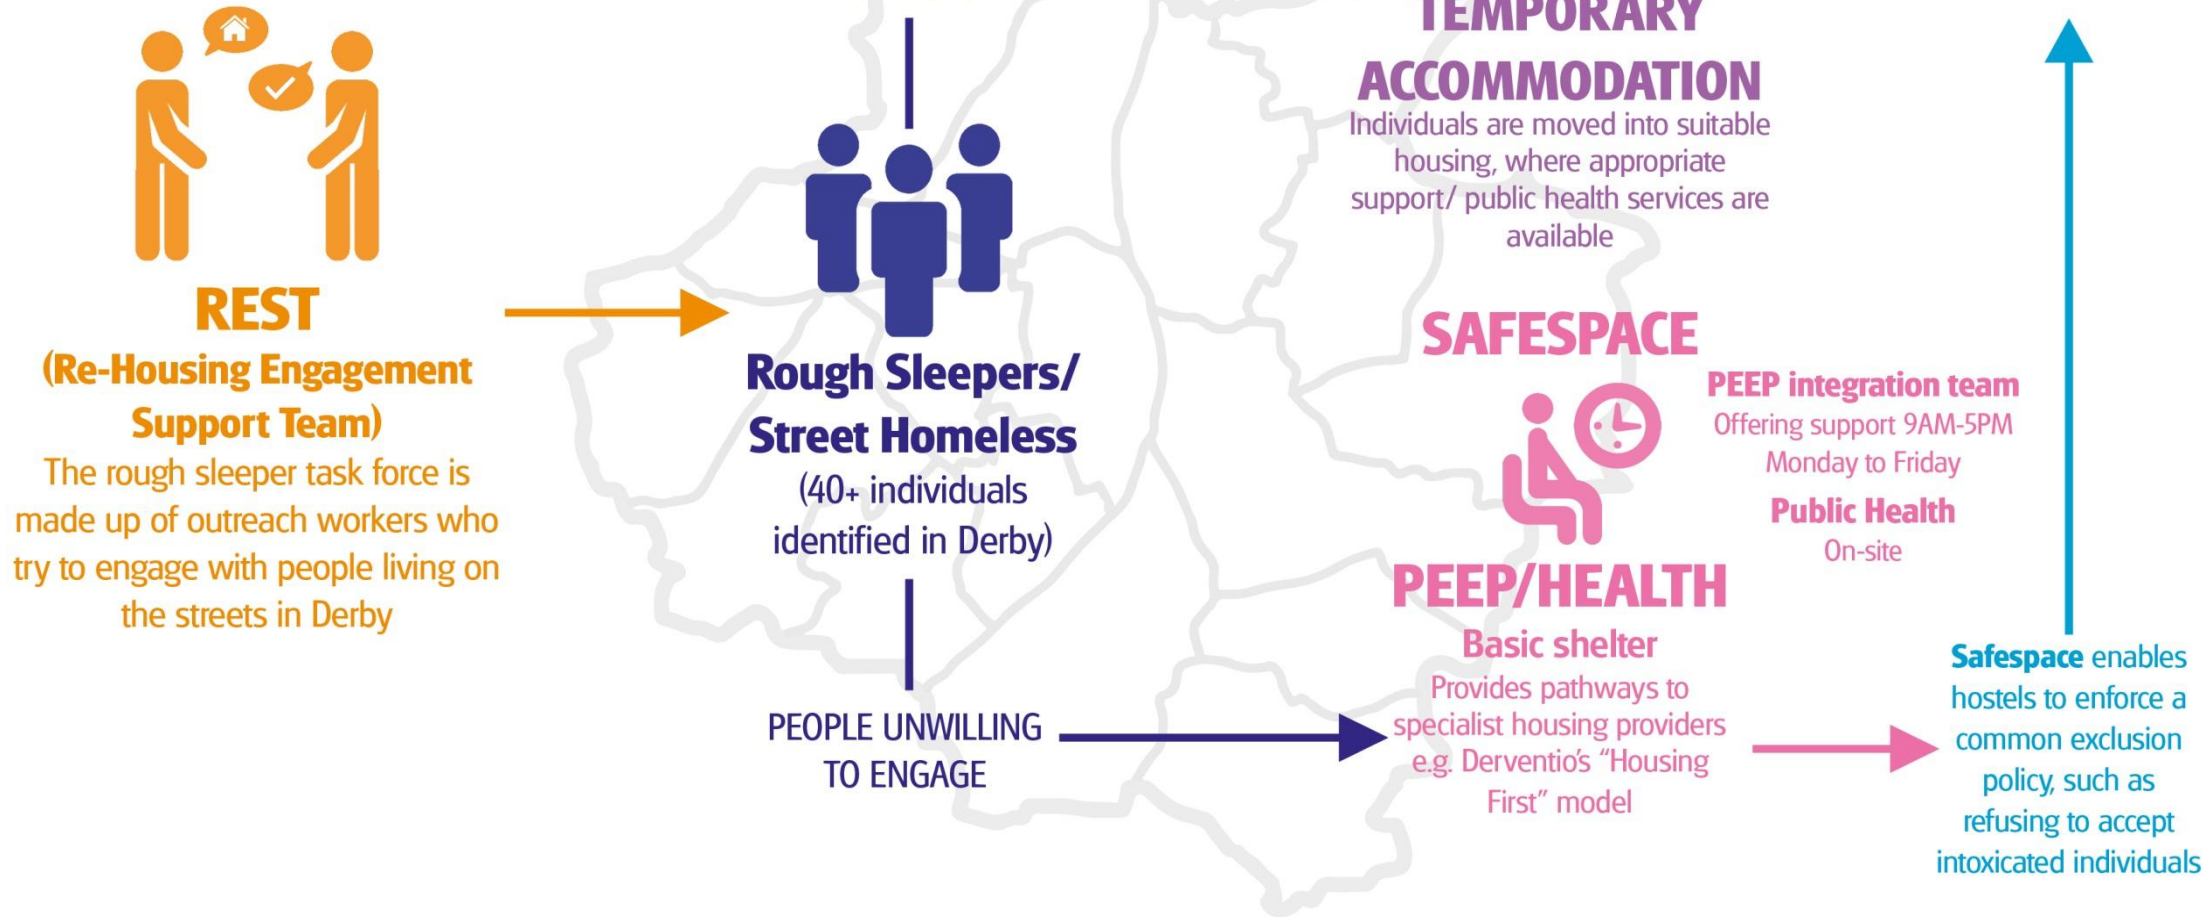 REST
(Re-Housing Engagement
Support Team)
The rough sleeper task force is
made up of outreach workers who
try to engage with people living on
the streets in Derby
Rough Sleepers/
Street Homeless
(40+ individuals
identified in Derby)
PEOPLE UNWILLING
TO ENGAGE
TEMPORARY
ACCOMMODATION
Individuals are moved into suitable
housing, where appropriate
support/ public health services are
available
SAFESPACE
PEEP integration team
Offering support 9AM-5PM
Monday to Friday
Public Health
On-site
PEEP/HEALTH
Basic shelter
Provides pathways to
specialist housing providers
e.g. Derventio's “Housing
First” model
Safespace enables
hostels to enforce a
common exclusion
policy, such as
refusing to accept
intoxicated individuals